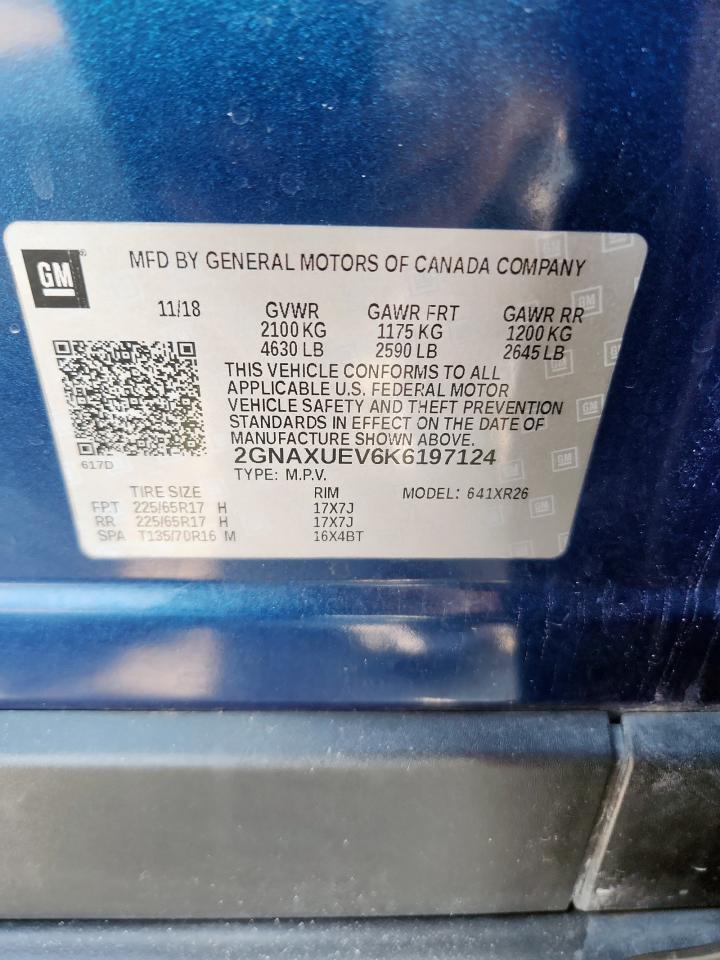 GM
MFD BY GENERAL MOTORS OF CANADA COMPANY
11/18 GVWR GAWR FRT GAWR RR
2100 KG 1175 KG 1200 KG
4630 LB 2590 LB 2645 LB
THIS VEHICLE CONFORMS TO ALL
APPLICABLE U.S. FEDERAL MOTOR
VEHICLE SAFETY AND THEFT PREVENTION
STANDARDS IN EFFECT ON THE DATE OF
MANUFACTURE SHOWN ABOVE.
617D
2GNAXUEV6K6197124
TYPE: M.P.V.
TIRE SIZE RIM MODEL: 641XR26
FPT 225/65R17 H 17X7J
RR 225/65R17 H 17X7J
SPA T135/70R16 M 16X4BT